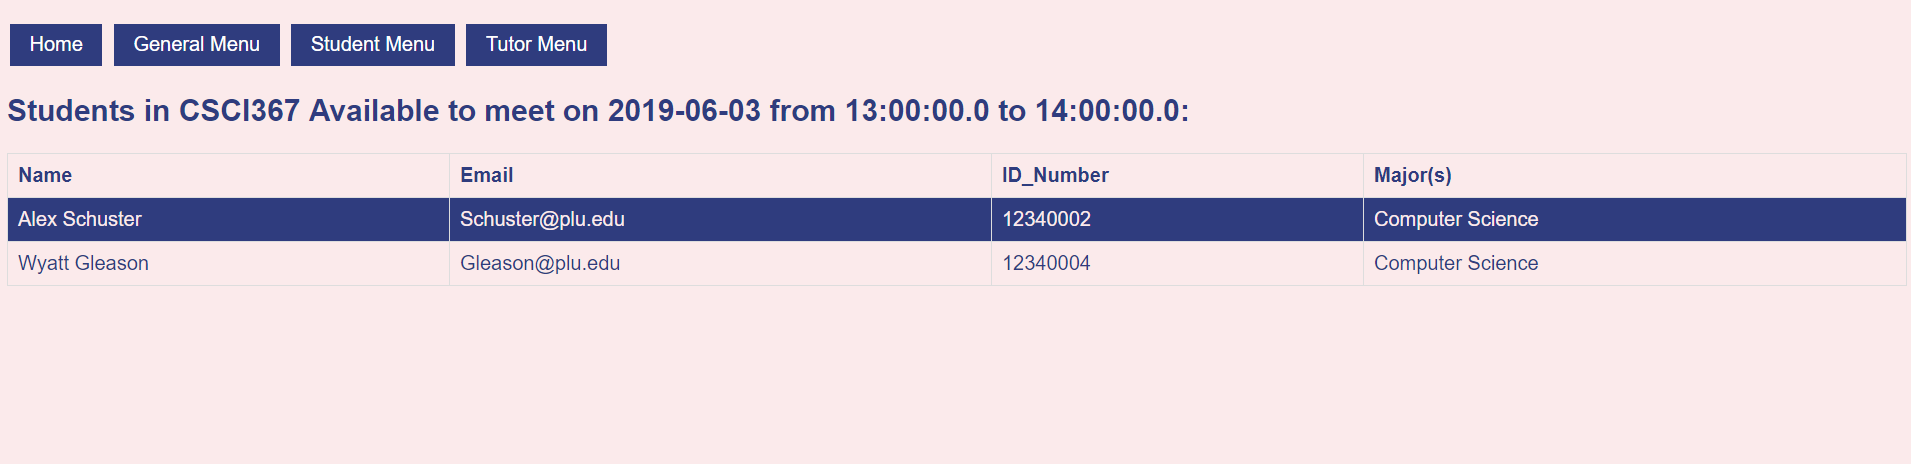 Home General Menu Student Menu Tutor Menu
Students in CSCI367 Available to meet on 2019-06-03 from 13:00:00.0 to 14:00:00.0:
Name Email ID_Number Major(s)
Alex Schuster Schuster@plu.edu 12340002 Computer Science
Wyatt Gleason Gleason@plu.edu 12340004 Computer Science